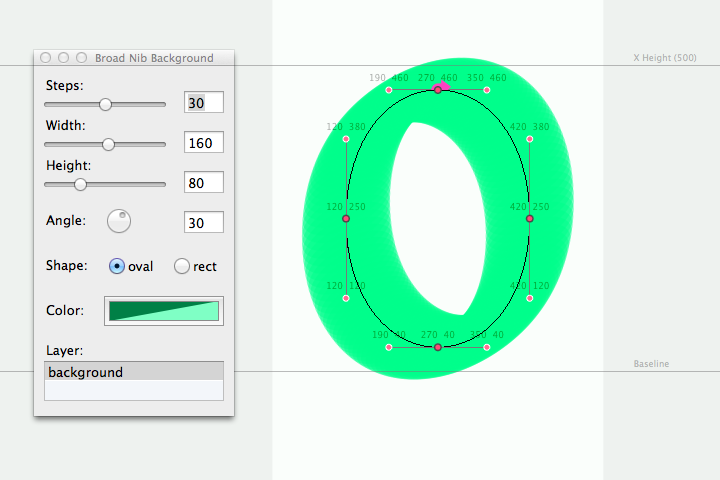 Broad Nib Background
Steps:
30
Width:
160
Height:
80
Angle:
30
Shape:
oval
rect
Color:
Layer:
background
X Height (500)
190 460 270 460 350 460
120 380 420 380
120 250 420 250
120 120 420 120
190 40 270 40 350 40
Baseline